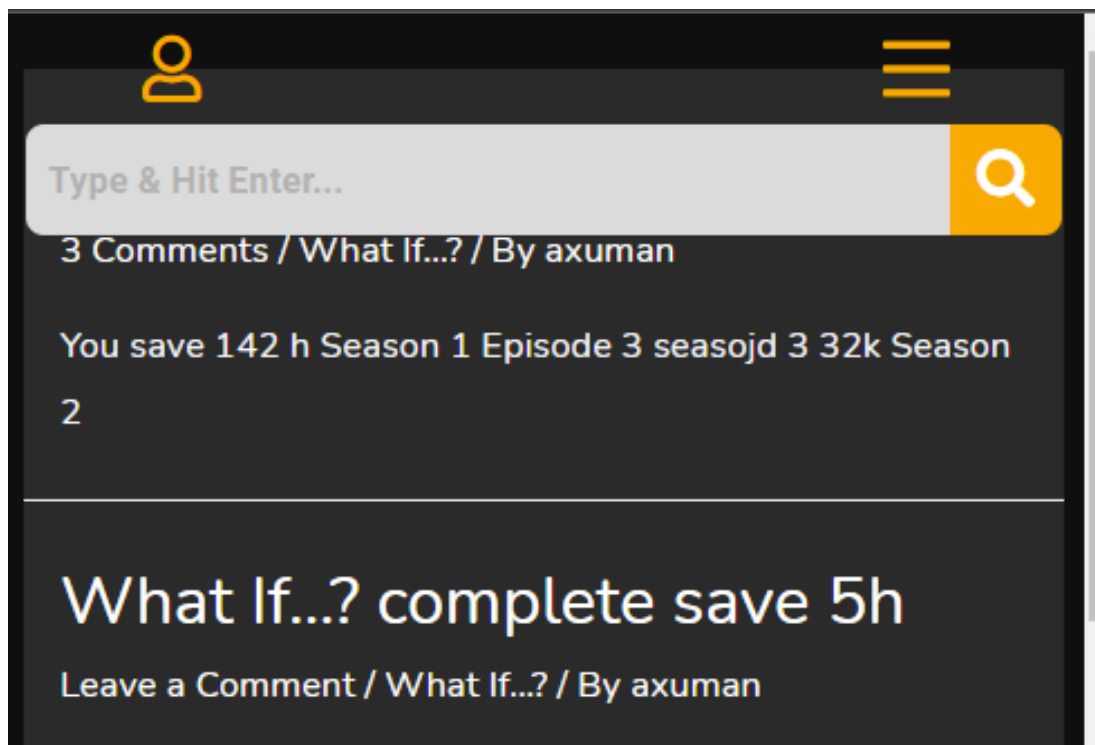 Type & Hit Enter...
3 Comments / What If...? / By axuman
You save 142 h Season 1 Episode 3 seasojd 3 32k Season
2
What If...? complete save 5h
Leave a Comment / What If...? / By axuman